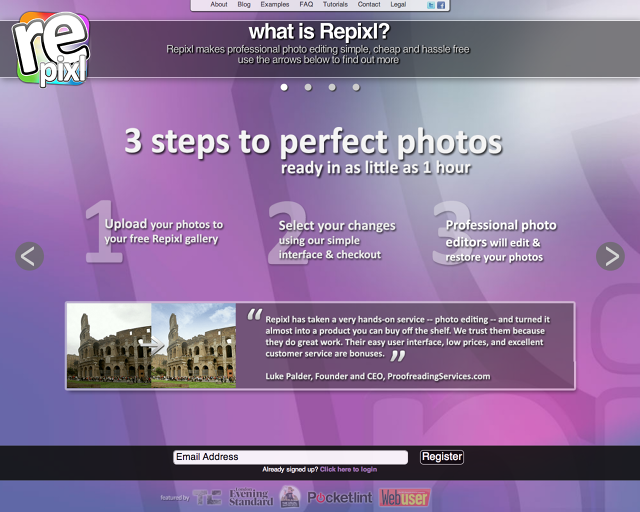 About Blog Examples FAQ Tutorials Contact Legal
re
pixl
what is Repixl?
Repixl makes professional photo editing simple, cheap and hassle free
use the arrows below to find out more
3 steps to perfect photos
ready in as little as 1 hour
1 Upload your photos to
your free Repixl gallery
2 Select your changes
using our simple
interface & checkout
3 Professional photo
editors will edit &
restore your photos
“ Repixl has taken a very hands-on service -- photo editing -- and turned it
almost into a product you can buy off the shelf. We trust them because
they do great work. Their easy user interface, low prices, and excellent
customer service are bonuses. ”
Luke Palder, Founder and CEO, ProofreadingServices.com
Email Address Register
Already signed up? Click here to login
featured by Evening Standard Pocketlint Webuser